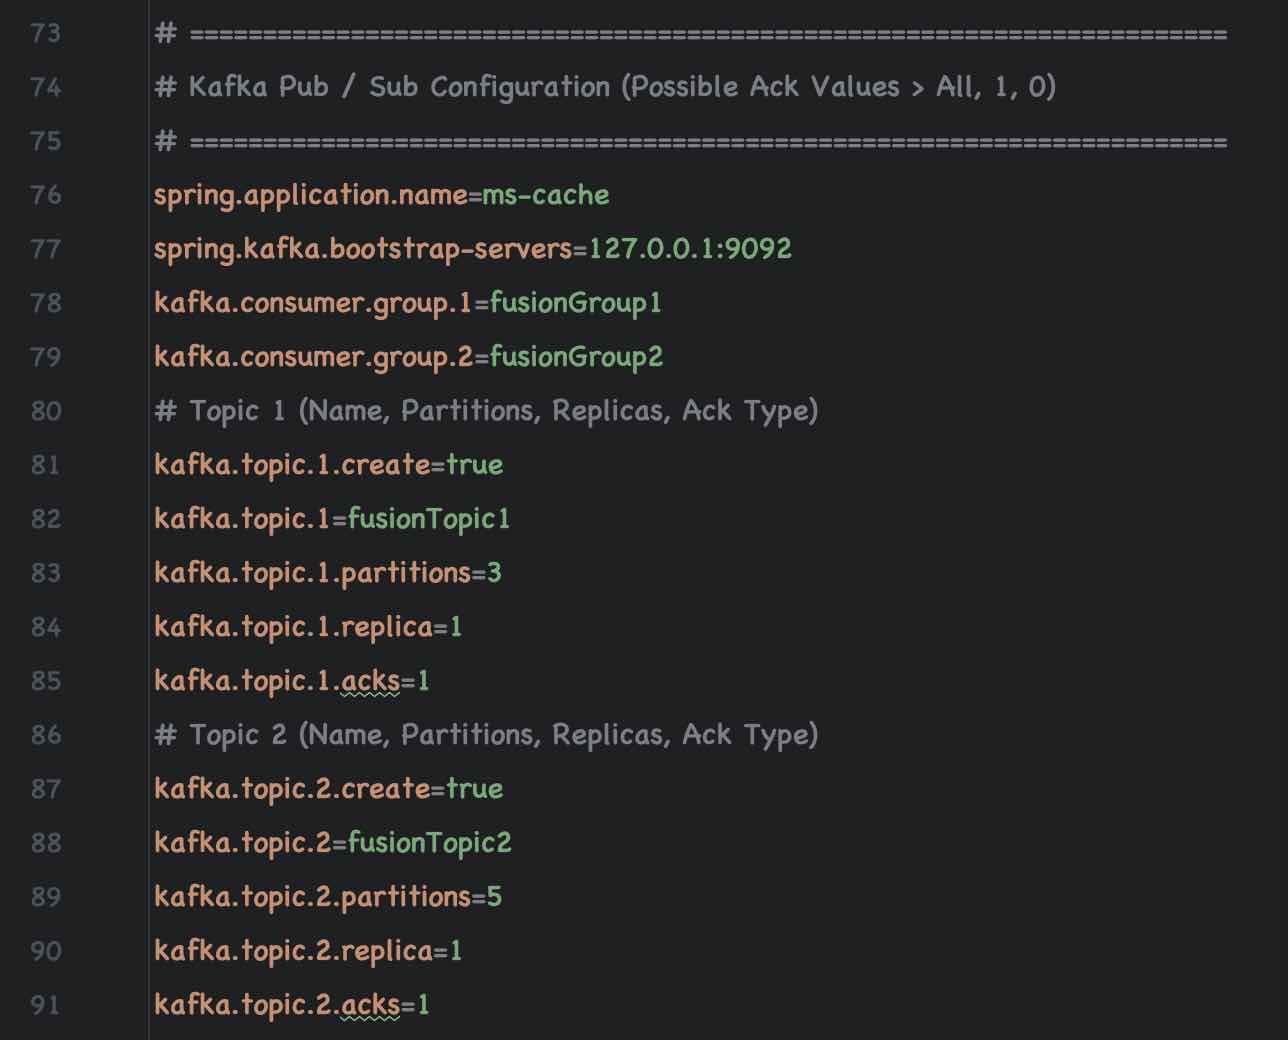 73 # ======================================================================
74 # Kafka Pub / Sub Configuration (Possible Ack Values > All, 1, 0)
75 # ======================================================================
76 spring.application.name=ms-cache
77 spring.kafka.bootstrap-servers=127.0.0.1:9092
78 kafka.consumer.group.1=fusionGroup1
79 kafka.consumer.group.2=fusionGroup2
80 # Topic 1 (Name, Partitions, Replicas, Ack Type)
81 kafka.topic.1.create=true
82 kafka.topic.1=fusionTopic1
83 kafka.topic.1.partitions=3
84 kafka.topic.1.replica=1
85 kafka.topic.1.acks=1
86 # Topic 2 (Name, Partitions, Replicas, Ack Type)
87 kafka.topic.2.create=true
88 kafka.topic.2=fusionTopic2
89 kafka.topic.2.partitions=5
90 kafka.topic.2.replica=1
91 kafka.topic.2.acks=1